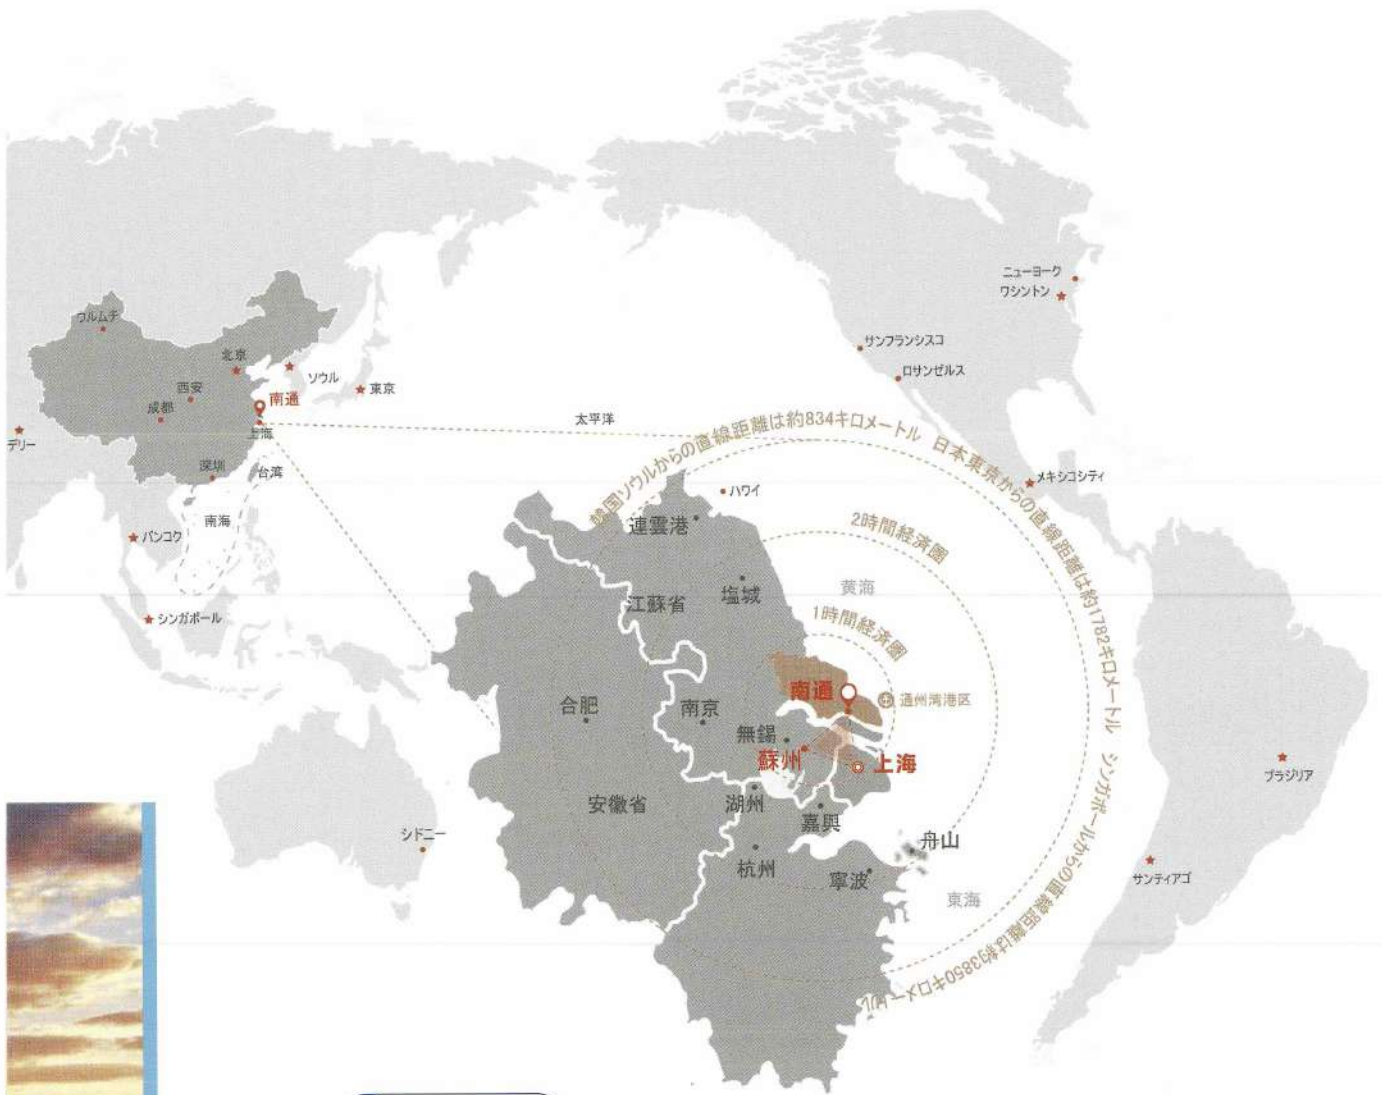 ニューヨーク
ワシントン
ウルムチ
サンフランシスコ
北京
ソウル
ロサンゼルス
西安
東京
南通
成都
太平洋
上海
デリー
深圳
台湾
メキシコシティ
韓国ソウルからの直線距離は約834キロメートル 日本東京からの直線距離は約1782キロメートル シンガポールからの直線距離は約3850キロメートル
ハワイ
南海
バンコク
連雲港
2時間経済圏
黄海
塩城
江蘇省
シンガポール
1時間経済圏
南通
通州湾港区
合肥
南京
無錫
蘇州
上海
ブラジリア
安徽省
湖州
嘉興
シドニー
舟山
杭州
寧波
サンティアゴ
東海